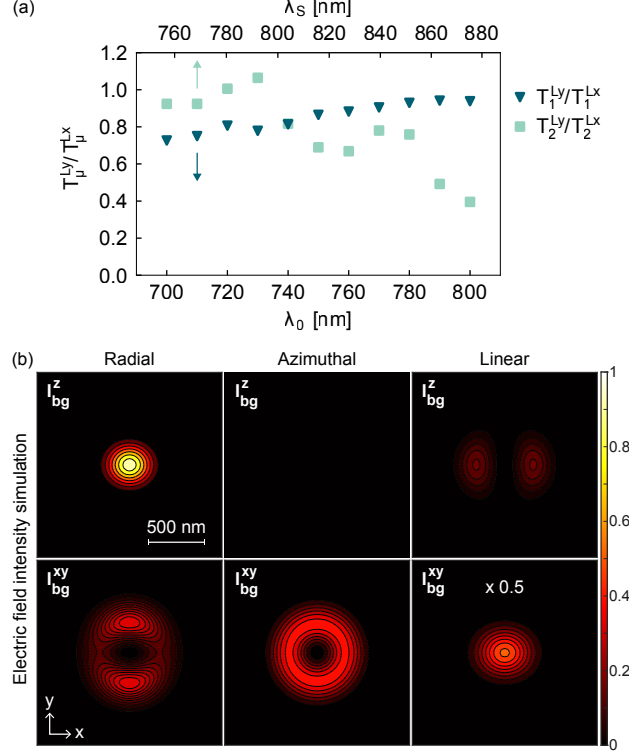 (a)
λS [nm]
760 780 800 820 840 860 880
1.2
1.0
0.8
0.6
0.4
0.2
0.0
TμLy/TμLx
T1Ly/T1Lx
T2Ly/T2Lx
700 720 740 760 780 800
λ0 [nm]
(b)
Radial Azimuthal Linear
Electric field intensity simulation
Ibgz Ibgz Ibgz
500 nm
Ibgxy Ibgxy Ibgxy
x 0.5
y
x
1
0.8
0.6
0.4
0.2
0